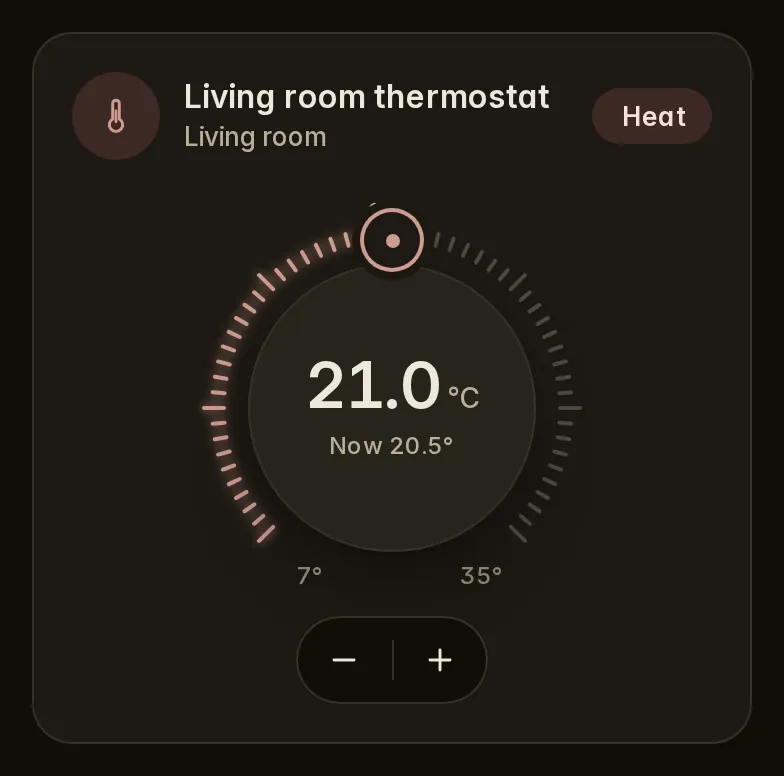 Living room thermostat
Living room
Heat
21.0 °C
Now 20.5°
7°
35°
− +